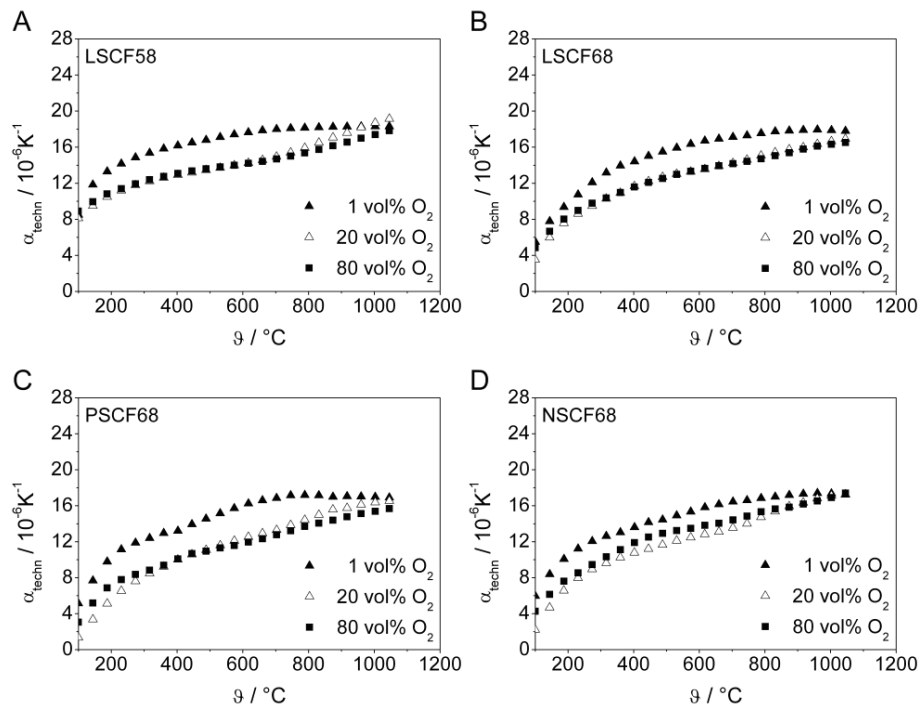 A
LSCF58
α_techn / 10⁻⁶K⁻¹
28
24
20
16
12
8
4
0
1 vol% O₂
20 vol% O₂
80 vol% O₂
200 400 600 800 1000 1200
ϑ / °C
B
LSCF68
α_techn / 10⁻⁶K⁻¹
28
24
20
16
12
8
4
0
1 vol% O₂
20 vol% O₂
80 vol% O₂
200 400 600 800 1000 1200
ϑ / °C
C
PSCF68
α_techn / 10⁻⁶K⁻¹
28
24
20
16
12
8
4
0
1 vol% O₂
20 vol% O₂
80 vol% O₂
200 400 600 800 1000 1200
ϑ / °C
D
NSCF68
α_techn / 10⁻⁶K⁻¹
28
24
20
16
12
8
4
0
1 vol% O₂
20 vol% O₂
80 vol% O₂
200 400 600 800 1000 1200
ϑ / °C